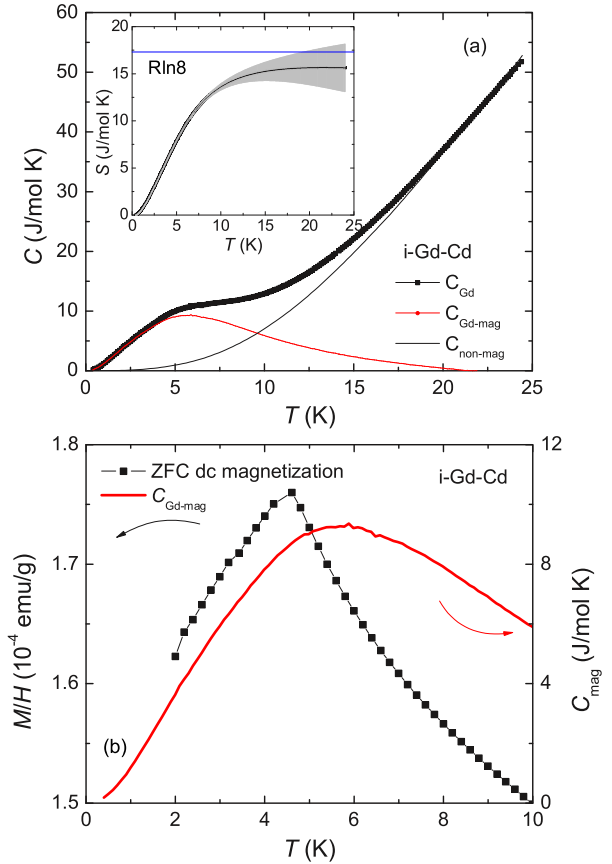 (a)
60
50
40
30
20
10
0
C (J/mol K)
0
5
10
15
20
25
T (K)
20
15
10
5
0
S (J/mol K)
Rln8
0
5
10
15
20
25
T (K)
i-Gd-Cd
C_Gd
C_Gd-mag
C_non-mag
1.8
1.7
1.6
1.5
M/H (10⁻⁴ emu/g)
ZFC dc magnetization
C_Gd-mag
i-Gd-Cd
(b)
12
8
4
0
C_mag (J/mol K)
0
2
4
6
8
10
T (K)